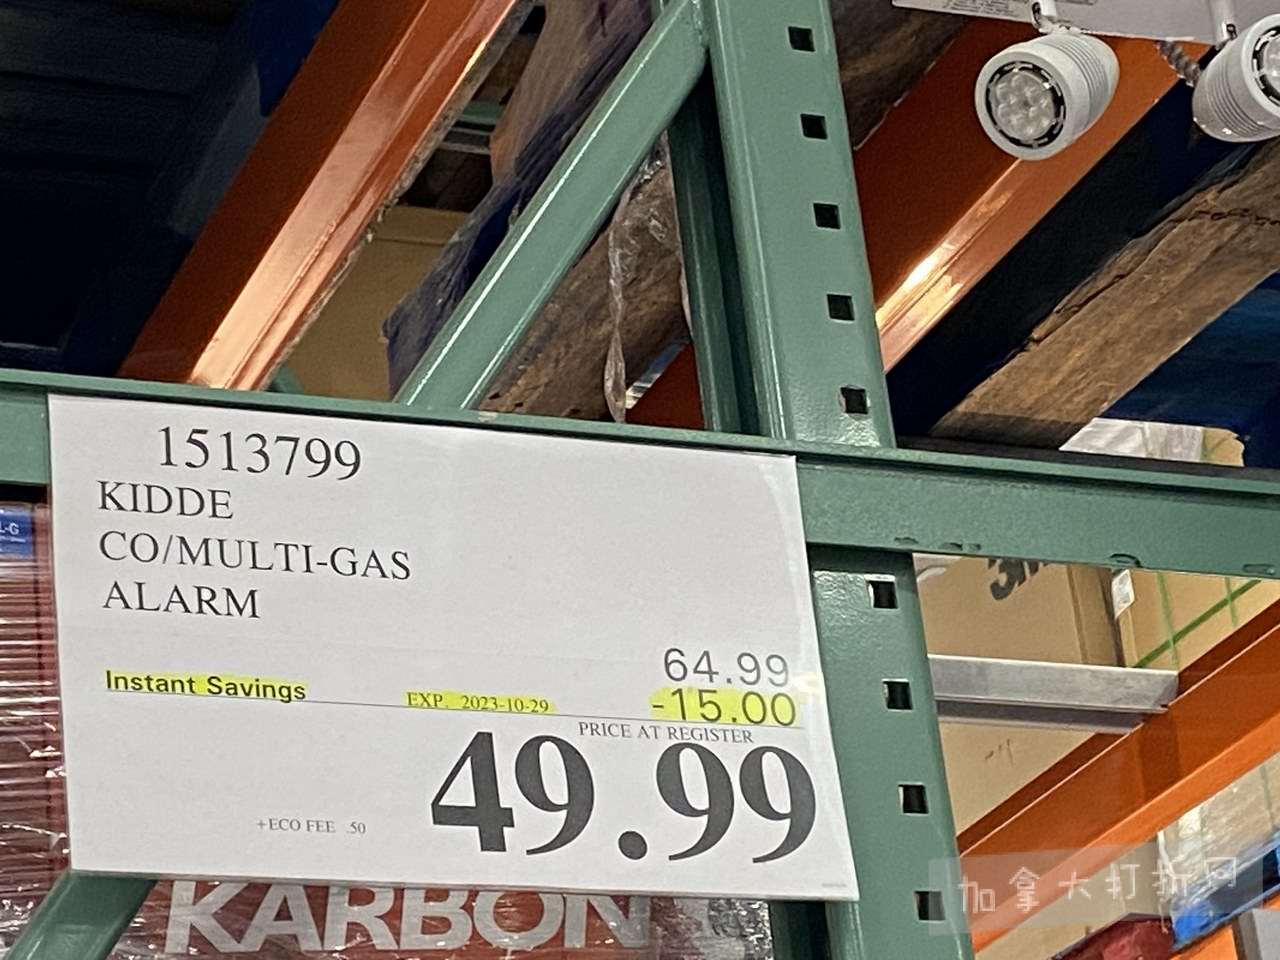 1513799
KIDDE
CO/MULTI-GAS
ALARM
64.99
Instant Savings EXP. 2023-10-29 -15.00
PRICE AT REGISTER
49.99
+ECO FEE .50
KARBON
L-G
3M
加拿大打折网